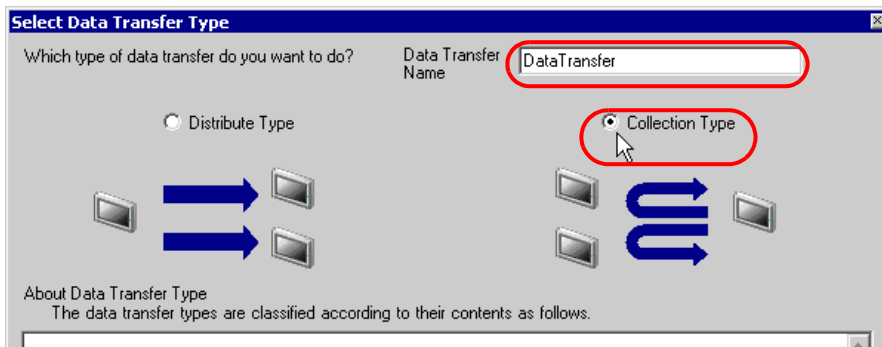 Select Data Transfer Type
Which type of data transfer do you want to do?
Data Transfer
Name
DataTransfer
Distribute Type
Collection Type
About Data Transfer Type
The data transfer types are classified according to their contents as follows.